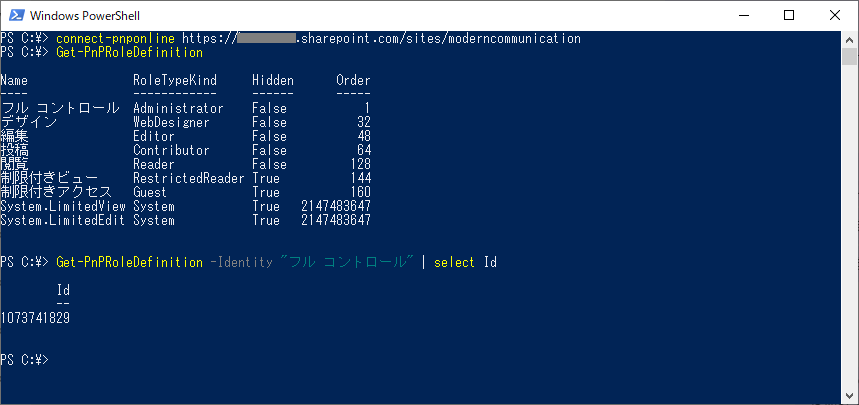 Windows PowerShell
PS C:¥> connect-pnponline https://.sharepoint.com/sites/moderncommunication
PS C:¥> Get-PnPRoleDefinition
Name RoleTypeKind Hidden Order
---- ------------ ------ -----
フル コントロール Administrator False 1
デザイン WebDesigner False 32
編集 Editor False 48
投稿 Contributor False 64
閲覧 Reader False 128
制限付きビュー RestrictedReader True 144
制限付きアクセス Guest True 160
System.LimitedView System True 2147483647
System.LimitedEdit System True 2147483647
PS C:¥> Get-PnPRoleDefinition -Identity "フル コントロール" | select Id
Id
--
1073741829
PS C:¥>